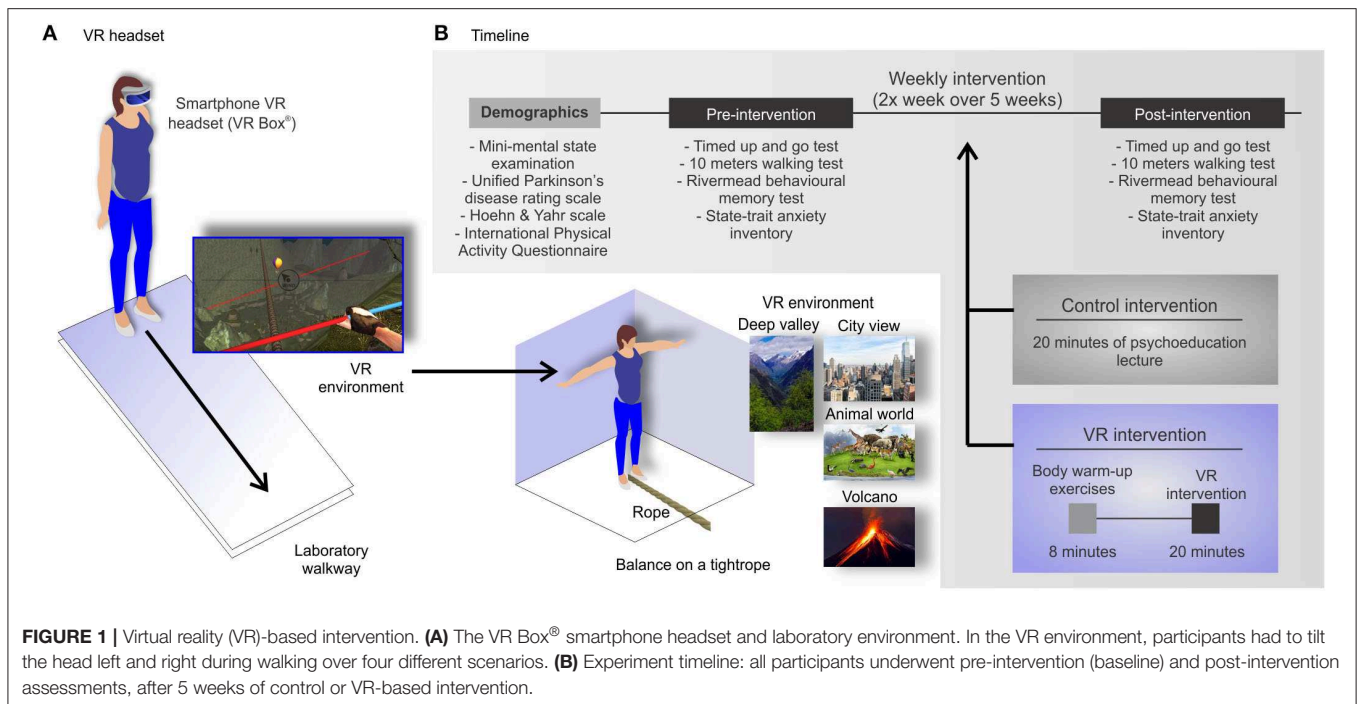 A VR headset
Smartphone VR
headset (VR Box®)
VR
environment
Laboratory
walkway
B Timeline
Demographics
- Mini-mental state
examination
- Unified Parkinson's
disease rating scale
- Hoehn & Yahr scale
- International Physical
Activity Questionnaire
Pre-intervention
- Timed up and go test
- 10 meters walking test
- Rivermead behavioural
memory test
- State-trait anxiety
inventory
Weekly intervention
(2x week over 5 weeks)
Post-intervention
- Timed up and go test
- 10 meters walking test
- Rivermead behavioural
memory test
- State-trait anxiety
inventory
VR environment
Deep valley
City view
Animal world
Volcano
Rope
Balance on a tightrope
Control intervention
20 minutes of psychoeducation
lecture
VR intervention
Body warm-up
exercises
8 minutes
VR
intervention
20 minutes
FIGURE 1 | Virtual reality (VR)-based intervention. (A) The VR Box® smartphone headset and laboratory environment. In the VR environment, participants had to tilt
the head left and right during walking over four different scenarios. (B) Experiment timeline: all participants underwent pre-intervention (baseline) and post-intervention
assessments, after 5 weeks of control or VR-based intervention.